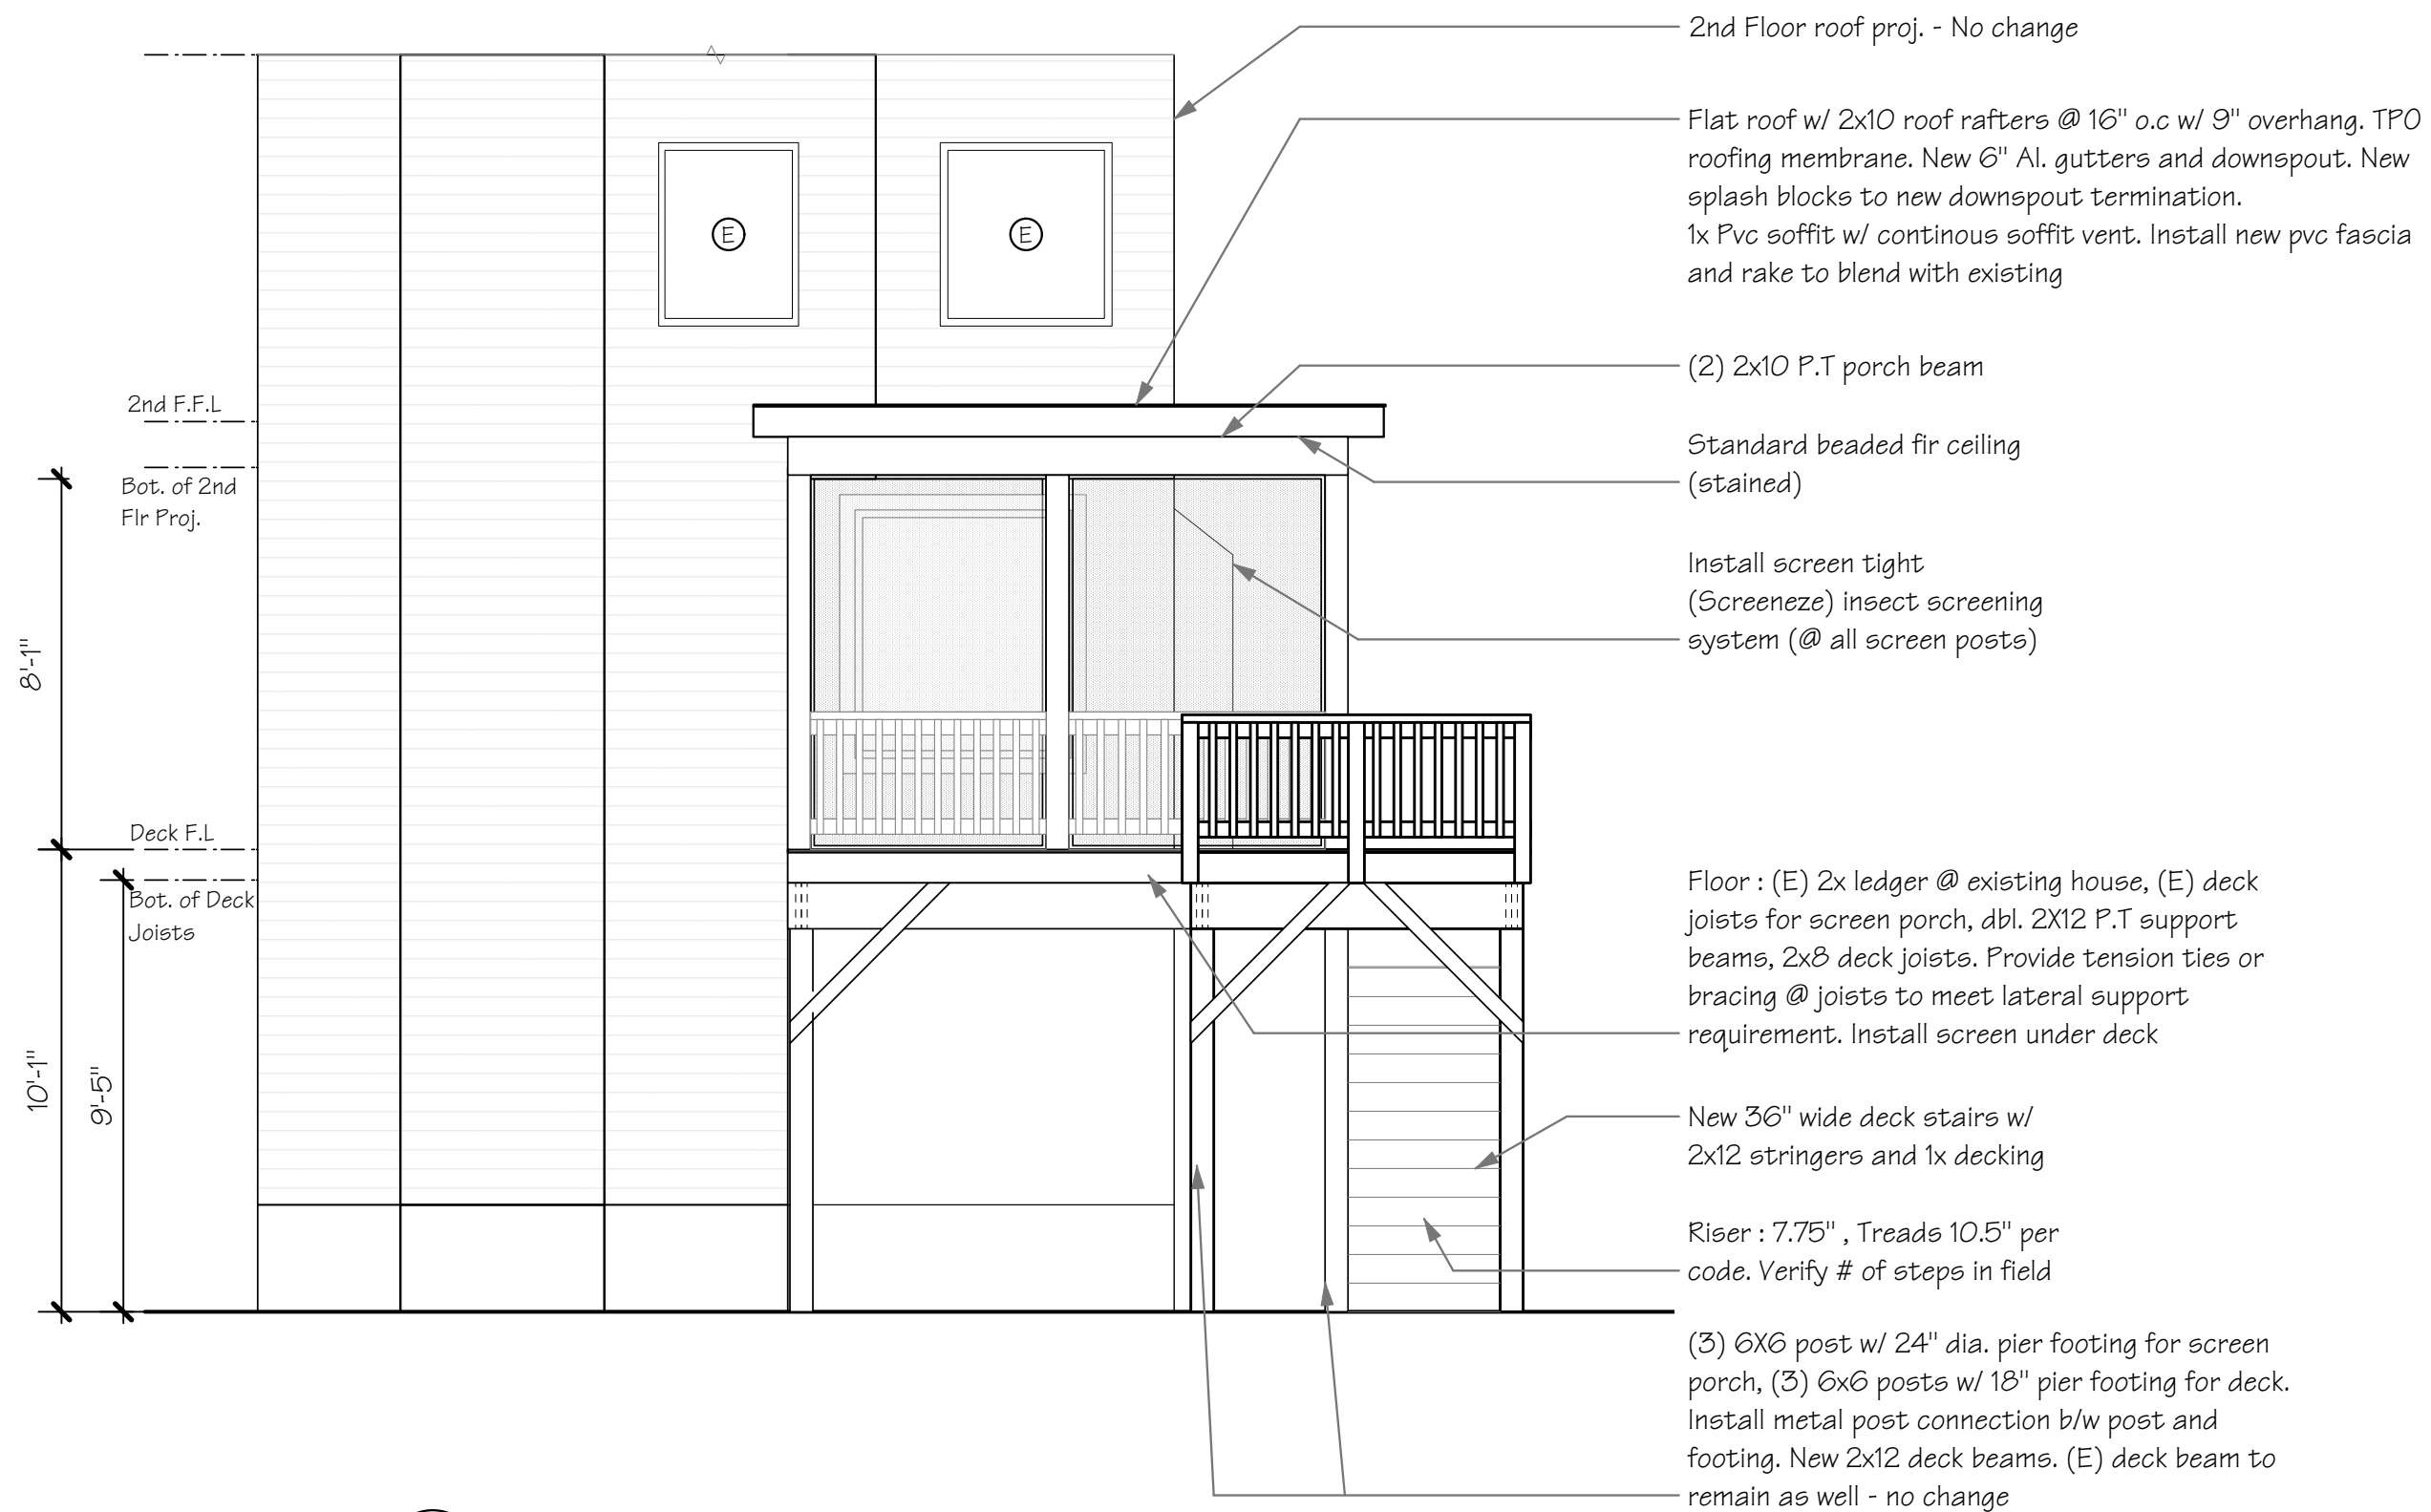 2nd Floor roof proj. - No change
Flat roof w/ 2x10 roof rafters @ 16" o.c w/ 9" overhang. TPO
roofing membrane. New 6" Al. gutters and downspout. New
splash blocks to new downspout termination.
1x Pvc soffit w/ continous soffit vent. Install new pvc fascia
and rake to blend with existing
E
E
(2) 2x10 P.T porch beam
2nd F.F.L
Standard beaded fir ceiling
(stained)
Bot. of 2nd
Flr Proj.
Install screen tight
(Screeneze) insect screening
system (@ all screen posts)
8'-1"
Deck F.L
Bot. of Deck
Joists
Floor : (E) 2x ledger @ existing house, (E) deck
joists for screen porch, dbl. 2X12 P.T support
beams, 2x8 deck joists. Provide tension ties or
bracing @ joists to meet lateral support
requirement. Install screen under deck
10'-1"
9'-5"
New 36" wide deck stairs w/
2x12 stringers and 1x decking
Riser : 7.75" , Treads 10.5" per
code. Verify # of steps in field
(3) 6X6 post w/ 24" dia. pier footing for screen
porch, (3) 6x6 posts w/ 18" pier footing for deck.
Install metal post connection b/w post and
footing. New 2x12 deck beams. (E) deck beam to
remain as well - no change